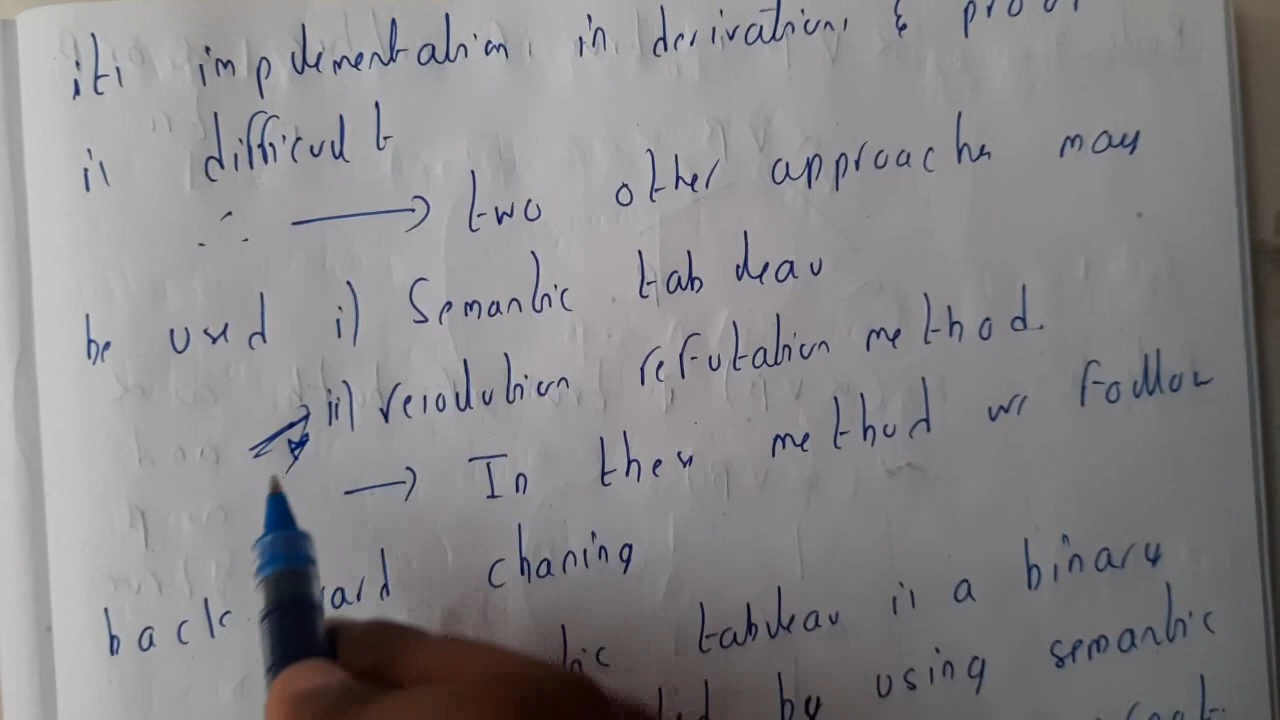 its implementation in derivations & proof
is difficult
∴ → two other approaches may
be used i) Semantic tableau
ii) resolution refutation method.
→ In these method we Follow
backward chaning
tableau is a binary
by using semantic